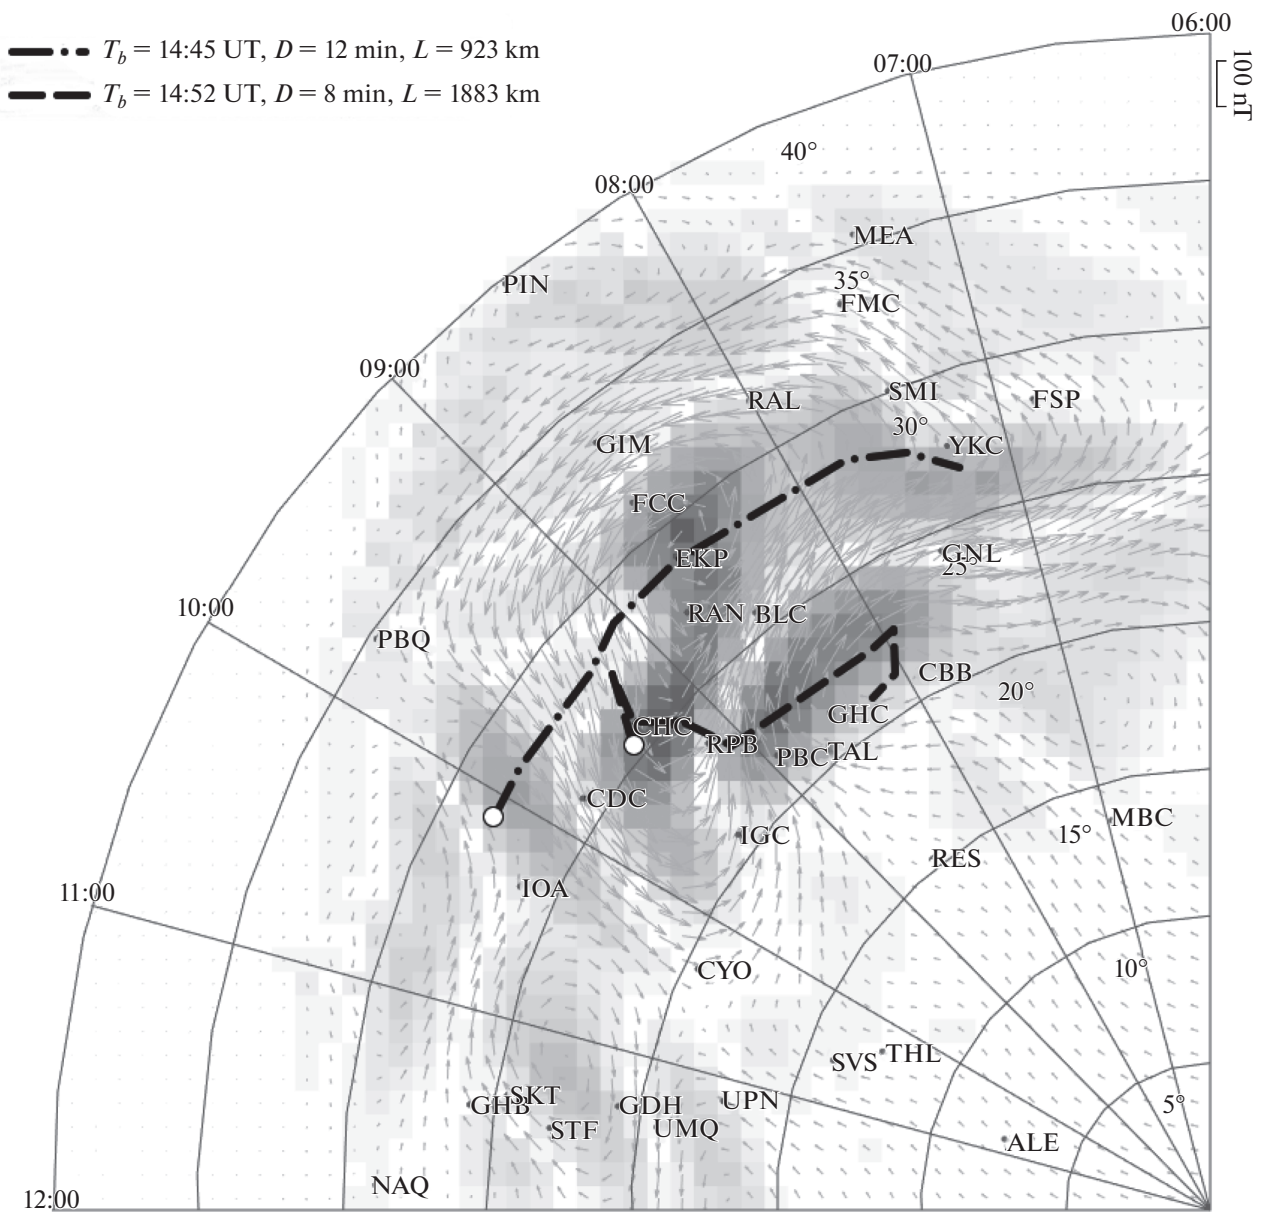 06:00
T_b = 14:45 UT, D = 12 min, L = 923 km
07:00
100 nT
T_b = 14:52 UT, D = 8 min, L = 1883 km
40°
08:00
MEA
PIN
35°
FMC
09:00
SMI
RAL
FSP
30°
GIM
YKC
FCC
EKP
GNL
25°
10:00
RAN
BLC
PBQ
CBB
20°
GHC
CHC
RPB
PBC
TAL
CDC
MBC
IGC
15°
RES
IOA
11:00
CYO
10°
SVS
THL
SKT
GHB
GDH
UPN
5°
STF
UMQ
ALE
NAQ
12:00